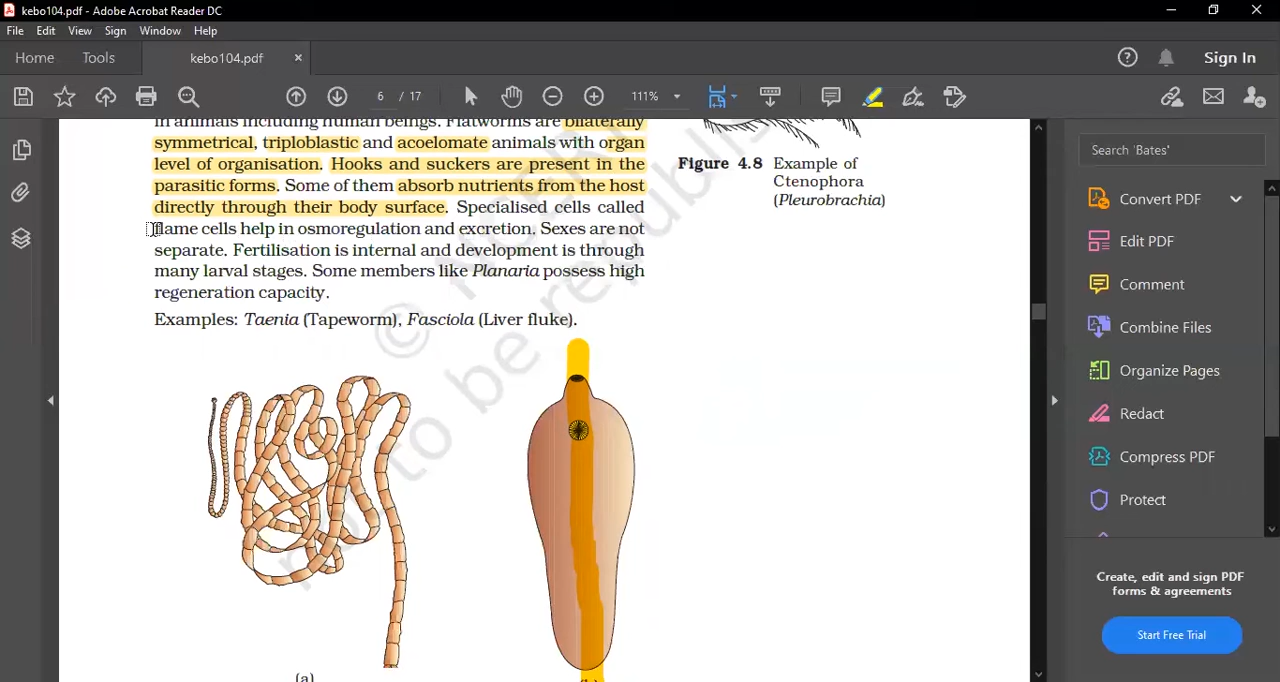 kebo104.pdf - Adobe Acrobat Reader DC
File Edit View Sign Window Help
Home Tools kebo104.pdf × Sign In
6 / 17 111%
in animals including human beings. Flatworms are bilaterally
symmetrical, triploblastic and acoelomate animals with organ
level of organisation. Hooks and suckers are present in the
parasitic forms. Some of them absorb nutrients from the host
directly through their body surface. Specialised cells called
flame cells help in osmoregulation and excretion. Sexes are not
separate. Fertilisation is internal and development is through
many larval stages. Some members like Planaria possess high
regeneration capacity.
Examples: Taenia (Tapeworm), Fasciola (Liver fluke).
(a)
(b)
Figure 4.8 Example of
Ctenophora
(Pleurobrachia)
© NCERT
not to be republished
Search 'Bates'
Convert PDF
Edit PDF
Comment
Combine Files
Organize Pages
Redact
Compress PDF
Protect
Create, edit and sign PDF
forms & agreements
Start Free Trial